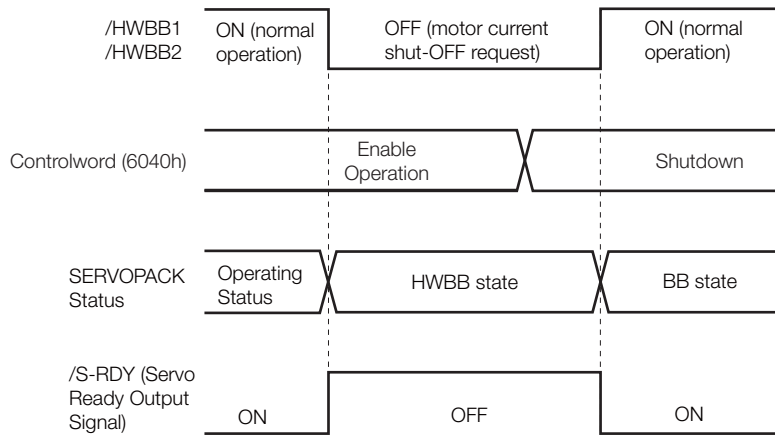 /HWBB1
/HWBB2
ON (normal
operation)
OFF (motor current
shut-OFF request)
ON (normal
operation)
Controlword (6040h)
Enable
Operation
Shutdown
SERVOPACK
Status
Operating
Status
HWBB state
BB state
/S-RDY (Servo
Ready Output
Signal)
ON
OFF
ON